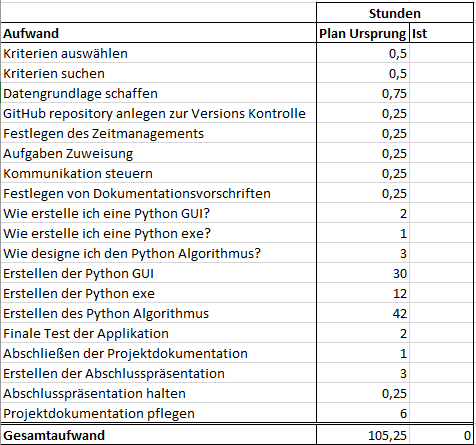 Stunden
Aufwand Plan Ursprung Ist
Kriterien auswählen 0,5
Kriterien suchen 0,5
Datengrundlage schaffen 0,75
GitHub repository anlegen zur Versions Kontrolle 0,25
Festlegen des Zeitmanagements 0,25
Aufgaben Zuweisung 0,25
Kommunikation steuern 0,25
Festlegen von Dokumentationsvorschriften 0,25
Wie erstelle ich eine Python GUI? 2
Wie erstelle ich eine Python exe? 1
Wie designe ich den Python Algorithmus? 3
Erstellen der Python GUI 30
Erstellen der Python exe 12
Erstellen des Python Algorithmus 42
Finale Test der Applikation 2
Abschließen der Projektdokumentation 1
Erstellen der Abschlusspräsentation 3
Abschlusspräsentation halten 0,25
Projektdokumentation pflegen 6
Gesamtaufwand 105,25 0